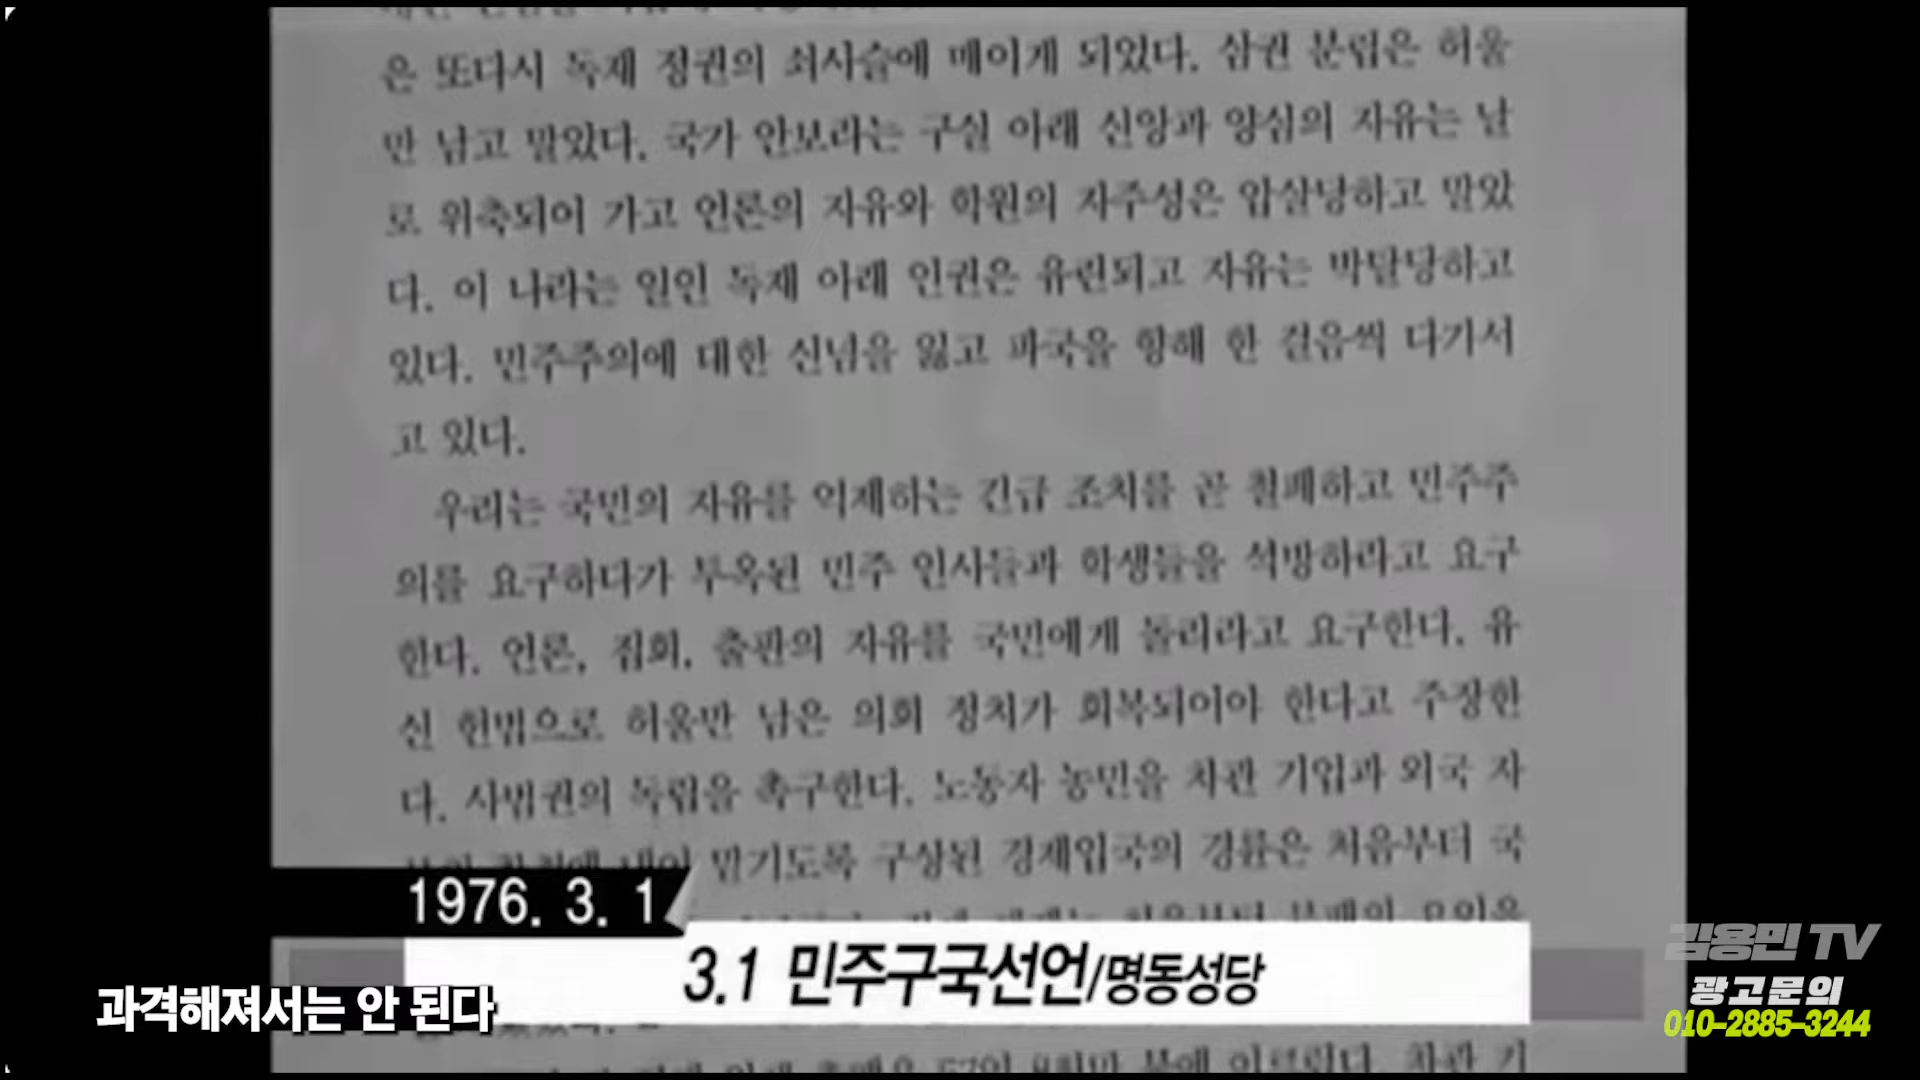 은 또다시 독재 정권의 쇠사슬에 매이게 되었다. 삼권 분립은 허울
만 남고 말았다. 국가 안보라는 구실 아래 신앙과 양심의 자유는 날
로 위축되어 가고 언론의 자유와 학원의 자주성은 압살당하고 말았
다. 이 나라는 일인 독재 아래 인권은 유린되고 자유는 박탈당하고
있다. 민주주의에 대한 신념을 잃고 파국을 향해 한 걸음씩 다가서
고 있다.
우리는 국민의 자유를 억제하는 긴급 조치를 곧 철폐하고 민주주
의를 요구하다가 투옥된 민주 인사들과 학생들을 석방하라고 요구
한다. 언론, 집회, 출판의 자유를 국민에게 돌리라고 요구한다. 유
신 헌법으로 허울만 남은 의회 정치가 회복되어야 한다고 주장한
다. 사법권의 독립을 촉구한다. 노동자 농민을 차관 기업과 외국 자
맡기도록 구상된 경제입국의 경륜은 처음부터 국
1976. 3. 1
3.1 민주구국선언/명동성당
과격해져서는 안 된다
김용민 TV
광고문의
010-2885-3244
차관 기